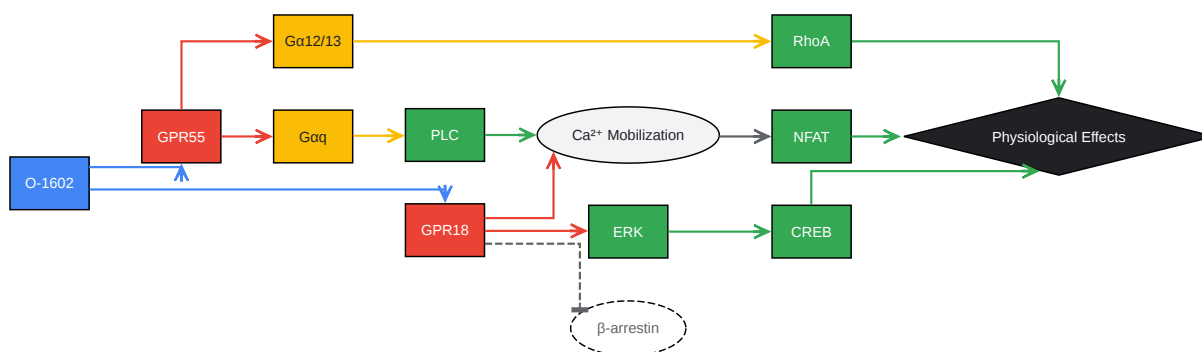 Gα12/13
RhoA
GPR55
Gαq
PLC
Ca²⁺ Mobilization
NFAT
Physiological Effects
O-1602
GPR18
ERK
CREB
β-arrestin